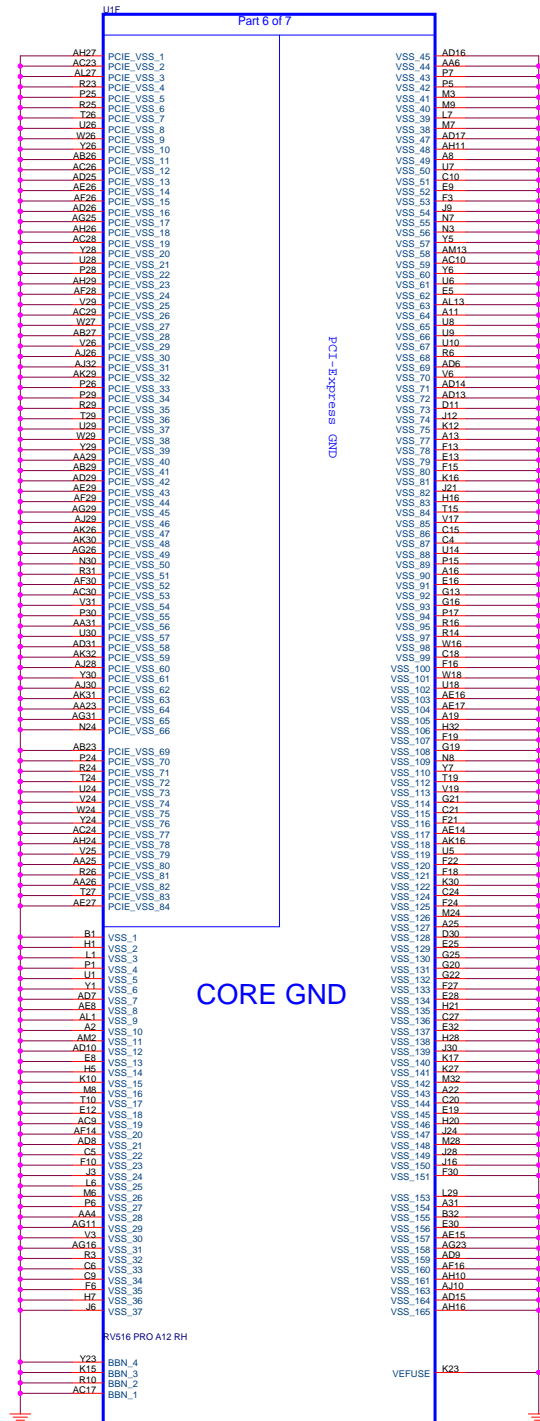 U1F
Part 6 of 7
AH27 PCIE_VSS_1
AC23 PCIE_VSS_2
AL27 PCIE_VSS_3
R23 PCIE_VSS_4
P25 PCIE_VSS_5
R25 PCIE_VSS_6
T26 PCIE_VSS_7
U26 PCIE_VSS_8
W26 PCIE_VSS_9
Y26 PCIE_VSS_10
AB26 PCIE_VSS_11
AC26 PCIE_VSS_12
AD25 PCIE_VSS_13
AE26 PCIE_VSS_14
AF26 PCIE_VSS_15
AD26 PCIE_VSS_16
AG25 PCIE_VSS_17
AH26 PCIE_VSS_18
AC28 PCIE_VSS_19
Y28 PCIE_VSS_20
U28 PCIE_VSS_21
P28 PCIE_VSS_22
AH29 PCIE_VSS_23
AF28 PCIE_VSS_24
V29 PCIE_VSS_25
AC29 PCIE_VSS_26
W27 PCIE_VSS_27
AB27 PCIE_VSS_28
V26 PCIE_VSS_29
AJ26 PCIE_VSS_30
AJ32 PCIE_VSS_31
AK29 PCIE_VSS_32
P26 PCIE_VSS_33
P29 PCIE_VSS_34
R29 PCIE_VSS_35
T29 PCIE_VSS_36
U29 PCIE_VSS_37
W29 PCIE_VSS_38
Y29 PCIE_VSS_39
AA29 PCIE_VSS_40
AB29 PCIE_VSS_41
AD29 PCIE_VSS_42
AE29 PCIE_VSS_43
AF29 PCIE_VSS_44
AG29 PCIE_VSS_45
AJ29 PCIE_VSS_46
AK26 PCIE_VSS_47
AK30 PCIE_VSS_48
AG26 PCIE_VSS_49
N30 PCIE_VSS_50
R31 PCIE_VSS_51
AF30 PCIE_VSS_52
AC30 PCIE_VSS_53
V31 PCIE_VSS_54
P30 PCIE_VSS_55
AA31 PCIE_VSS_56
U30 PCIE_VSS_57
AD31 PCIE_VSS_58
AK32 PCIE_VSS_59
AJ28 PCIE_VSS_60
Y30 PCIE_VSS_61
AJ30 PCIE_VSS_62
AK31 PCIE_VSS_63
AA23 PCIE_VSS_64
AG31 PCIE_VSS_65
N24 PCIE_VSS_66
AB23 PCIE_VSS_69
P24 PCIE_VSS_70
R24 PCIE_VSS_71
T24 PCIE_VSS_72
U24 PCIE_VSS_73
V24 PCIE_VSS_74
W24 PCIE_VSS_75
Y24 PCIE_VSS_76
AC24 PCIE_VSS_77
AH24 PCIE_VSS_78
V25 PCIE_VSS_79
AA25 PCIE_VSS_80
R26 PCIE_VSS_81
AA26 PCIE_VSS_82
T27 PCIE_VSS_83
AE27 PCIE_VSS_84
B1 VSS_1
H1 VSS_2
L1 VSS_3
P1 VSS_4
U1 VSS_5
Y1 VSS_6
AD7 VSS_7
AE8 VSS_8
AL1 VSS_9
A2 VSS_10
AM2 VSS_11
AD10 VSS_12
E8 VSS_13
H5 VSS_14
K10 VSS_15
M8 VSS_16
T10 VSS_17
E12 VSS_18
AC9 VSS_19
AF14 VSS_20
AD8 VSS_21
C5 VSS_22
F10 VSS_23
J3 VSS_24
L6 VSS_25
M6 VSS_26
P6 VSS_27
AA4 VSS_28
AG11 VSS_29
V3 VSS_30
AG16 VSS_31
R3 VSS_32
C6 VSS_33
C9 VSS_34
F6 VSS_35
H7 VSS_36
J6 VSS_37
RV516 PRO A12 RH
Y23 BBN_4
K15 BBN_3
R10 BBN_2
AC17 BBN_1
PCI-Express GND
CORE GND
VSS_45 AD16
VSS_44 AA6
VSS_43 P7
VSS_42 P5
VSS_41 M3
VSS_40 M9
VSS_39 L7
VSS_38 M7
VSS_47 AD17
VSS_48 AH11
VSS_49 A8
VSS_50 U7
VSS_51 C10
VSS_52 E9
VSS_53 F3
VSS_54 J9
VSS_55 N7
VSS_56 N3
VSS_57 Y5
VSS_58 AM13
VSS_59 AC10
VSS_60 Y6
VSS_61 U6
VSS_62 E5
VSS_63 AL13
VSS_64 A11
VSS_65 U8
VSS_66 U9
VSS_67 U10
VSS_68 R6
VSS_69 AD6
VSS_70 V6
VSS_71 AD14
VSS_72 AD13
VSS_73 D11
VSS_74 J12
VSS_75 K12
VSS_77 A13
VSS_78 F13
VSS_79 E13
VSS_80 F15
VSS_81 K16
VSS_82 J21
VSS_83 H16
VSS_84 T15
VSS_85 V17
VSS_86 C15
VSS_87 C4
VSS_88 U14
VSS_89 P15
VSS_90 A16
VSS_91 E16
VSS_92 G13
VSS_93 G16
VSS_94 P17
VSS_95 R16
VSS_97 R14
VSS_98 W16
VSS_99 C18
VSS_100 F16
VSS_101 W18
VSS_102 U18
VSS_103 AE16
VSS_104 AE17
VSS_105 A19
VSS_106 H32
VSS_107 F19
VSS_108 G19
VSS_109 N8
VSS_110 Y7
VSS_112 T19
VSS_113 V19
VSS_114 G21
VSS_115 C21
VSS_116 F21
VSS_117 AE14
VSS_118 AK16
VSS_119 U5
VSS_120 F22
VSS_121 F18
VSS_122 K30
VSS_124 C24
VSS_125 F24
VSS_126 M24
VSS_127 A25
VSS_128 D30
VSS_129 E25
VSS_130 G25
VSS_131 G20
VSS_132 G22
VSS_133 F27
VSS_134 E28
VSS_135 H21
VSS_136 C27
VSS_137 E32
VSS_138 H28
VSS_139 J30
VSS_140 K17
VSS_141 K27
VSS_142 M32
VSS_143 A22
VSS_144 C20
VSS_145 E19
VSS_146 H20
VSS_147 J24
VSS_148 M28
VSS_149 J28
VSS_150 J16
VSS_151 F30
VSS_153 L29
VSS_154 A31
VSS_155 B32
VSS_156 E30
VSS_157 AE15
VSS_158 AG23
VSS_159 AD9
VSS_160 AF16
VSS_161 AH10
VSS_163 AJ10
VSS_164 AD15
VSS_165 AH16
VEFUSE K23